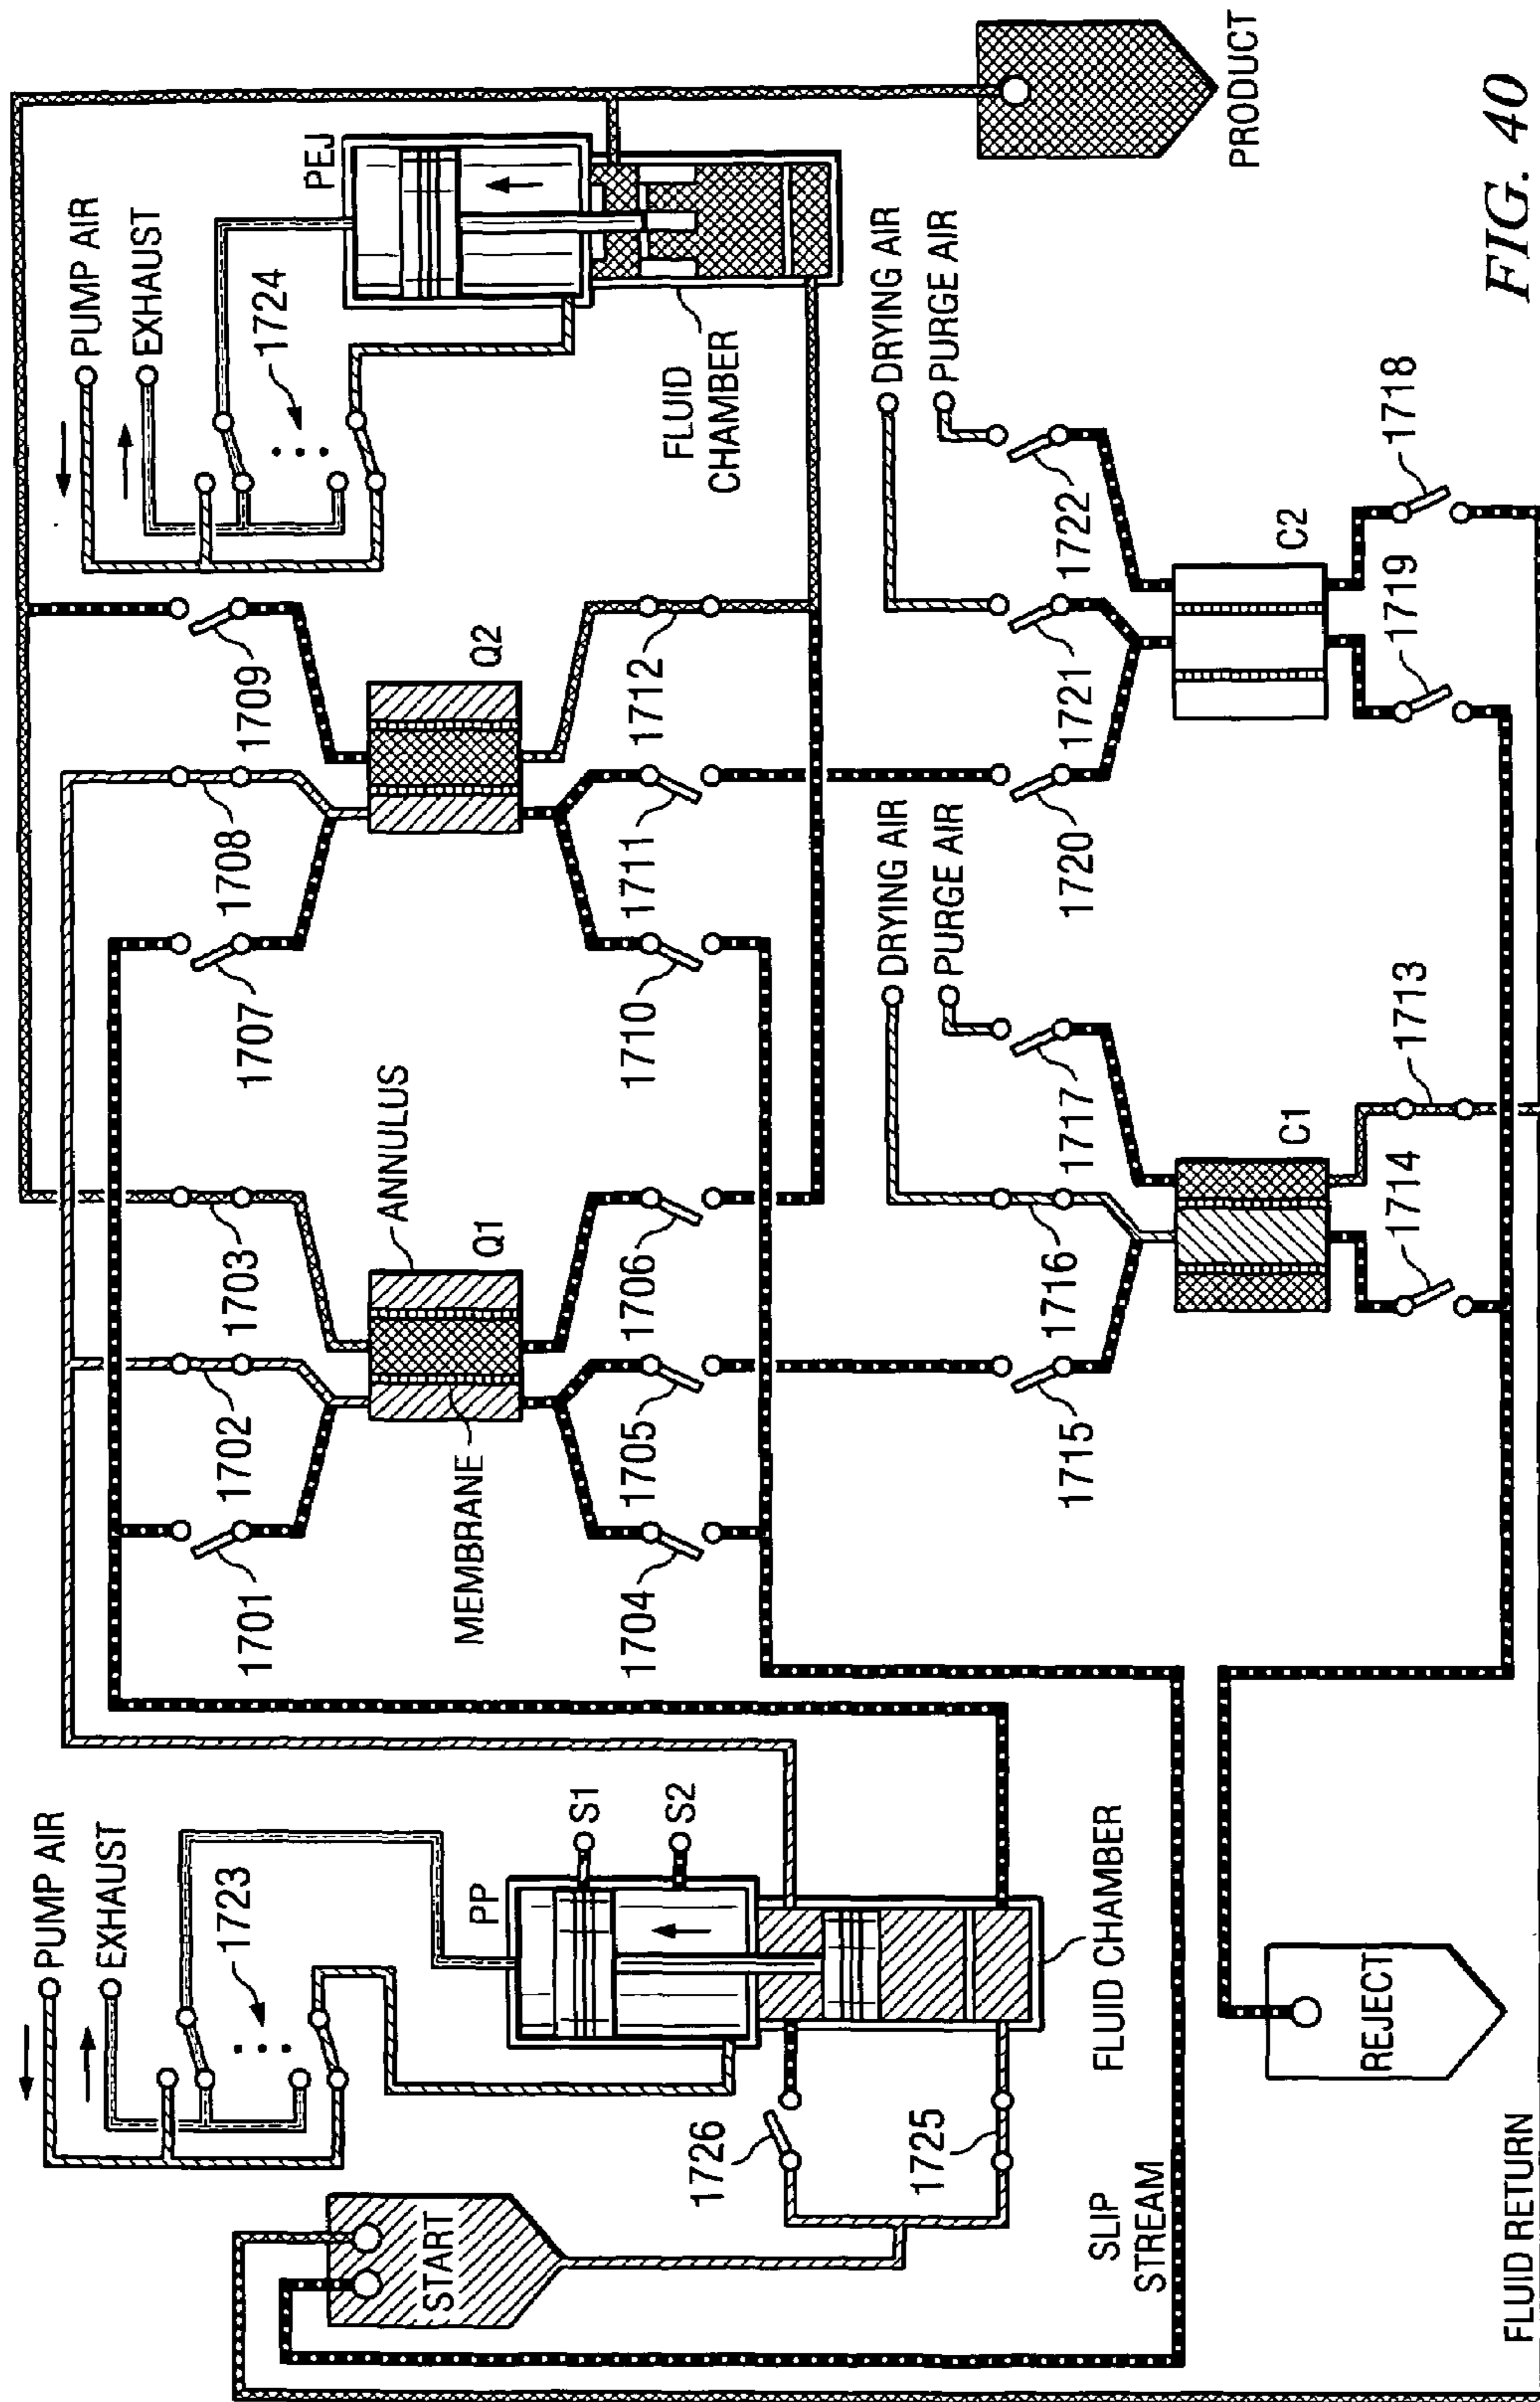 PUMP AIR
EXHAUST
1723
START
1726
1725
PP
S1
S2
FLUID CHAMBER
SLIP
STREAM
REJECT
FLUID RETURN
1701
1702
1703
MEMBRANE
ANNULUS
Q1
1704
1705
1706
1707
1708
1709
Q2
1710
1711
1712
PUMP AIR
EXHAUST
1724
PEJ
FLUID
CHAMBER
PRODUCT
DRYING AIR
PURGE AIR
1715
1716
1717
C1
1714
1713
DRYING AIR
PURGE AIR
1720
1721
1722
C2
1719
1718
FIG. 40